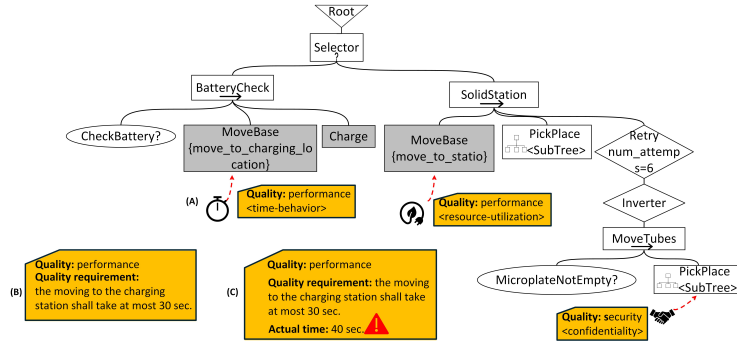 Root
Selector
?
BatteryCheck
SolidStation
CheckBattery?
MoveBase
{move_to_charging_lo
cation}
Charge
MoveBase
{move_to_statio}
PickPlace
<SubTree>
Retry
num_attemp
s=6
Inverter
MoveTubes
MicroplateNotEmpty?
PickPlace
<SubTree>
(A)
Quality: performance
<time-behavior>
Quality: performance
<resource-utilization>
Quality: security
<confidentiality>
(B)
Quality: performance
Quality requirement:
the moving to the charging
station shall take at most 30 sec.
(C)
Quality: performance
Quality requirement: the moving
to the charging station shall take
at most 30 sec.
Actual time: 40 sec.